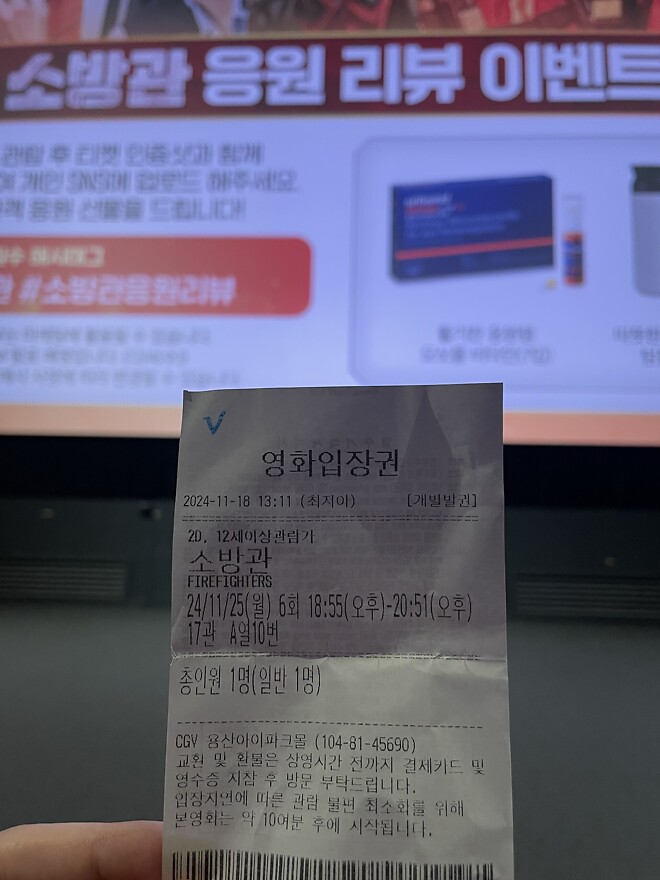 소방관 응원 리뷰 이벤트
관람 후 티켓 인증샷과 함께
개인 SNS에 업로드 해주세요.
응원 선물을 드립니다!
해시태그
#소방관응원리뷰
V
영화입장권
2024-11-18 13:11 (최지이) [개별발권]
2D, 12세이상관람가
소방관
FIREFIGHTERS
24/11/25(월) 6회 18:55(오후)-20:51(오후)
17관 A열10번
총인원 1명(일반 1명)
CGV 용산아이파크몰 (104-81-45690)
교환 및 환불은 상영시간 전까지 결제카드 및
영수증 지참 후 방문 부탁드립니다.
입장지연에 따른 관람 불편 최소화를 위해
본영화는 약 10여분 후에 시작됩니다.